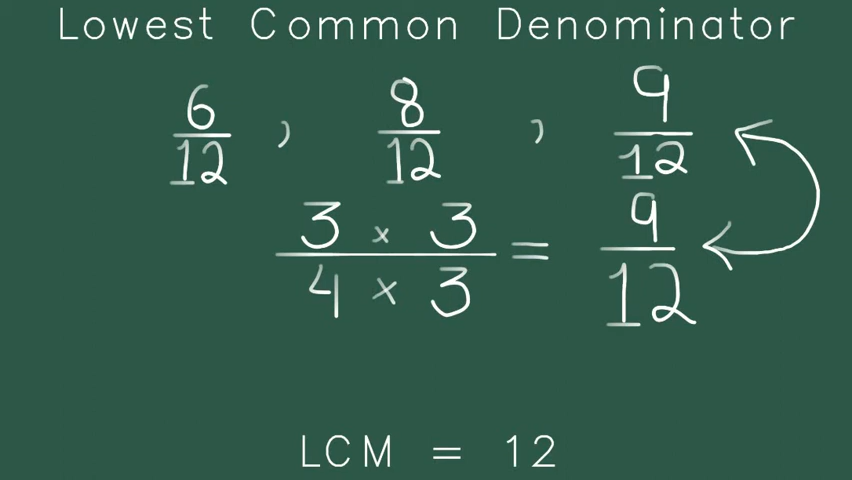 Lowest Common Denominator
6/12 , 8/12 , 9/12
3 × 3 / 4 × 3 = 9/12
LCM = 12